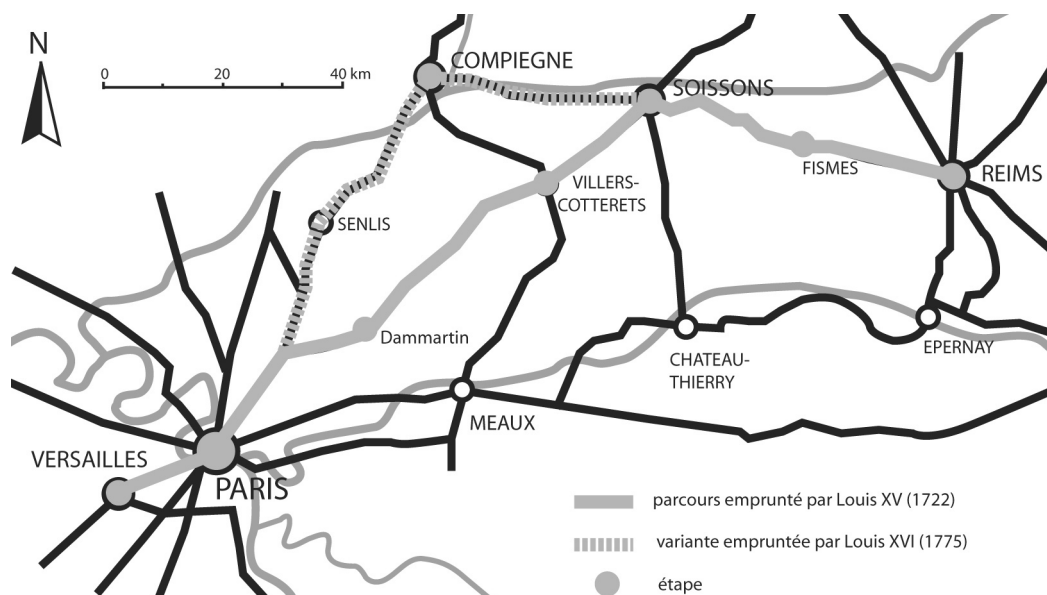 N
0 20 40 km
COMPIEGNE
SOISSONS
FISMES
REIMS
VILLERS-
COTTERETS
SENLIS
Dammartin
CHATEAU-
THIERRY
EPERNAY
MEAUX
VERSAILLES
PARIS
parcours emprunté par Louis XV (1722)
variante empruntée par Louis XVI (1775)
étape